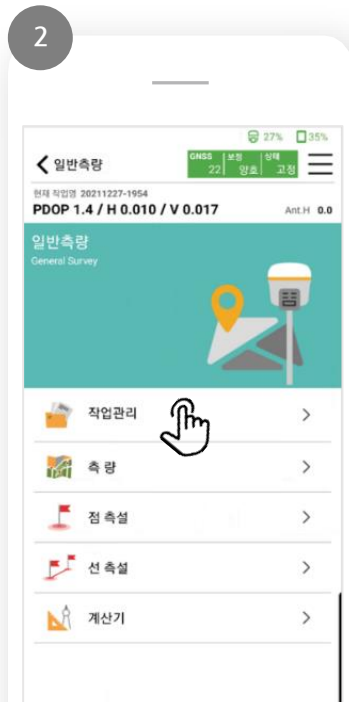 2
27% 35%
일반측량
GNSS 보정 상태
22 양호 고정
현재 작업명 20211227-1954
PDOP 1.4 / H 0.010 / V 0.017 Ant.H 0.0
일반측량
General Survey
작업관리
측 량
점 측설
선 측설
계산기